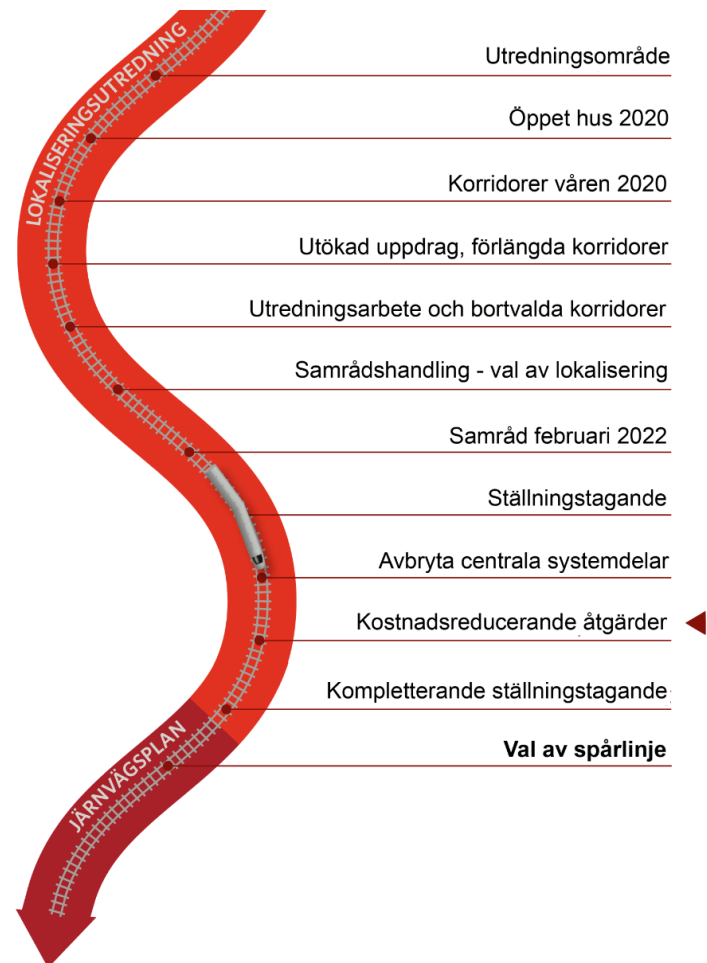 LOKALISERINGSUTREDNING
Utredningsområde
Öppet hus 2020
Korridorer våren 2020
Utökad uppdrag, förlängda korridorer
Utredningsarbete och bortvalda korridorer
Samrådshandling - val av lokalisering
Samråd februari 2022
Ställningstagande
Avbryta centrala systemdelar
Kostnadsreducerande åtgärder
Kompletterande ställningstagande
Val av spårlinje
JÄRNVÄGSPLAN